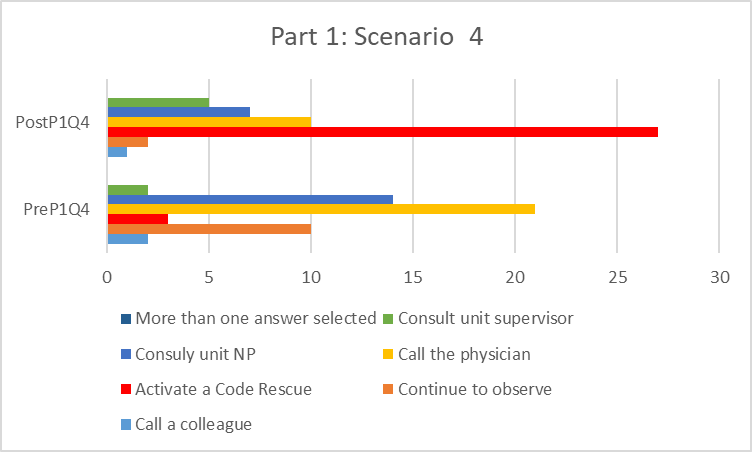 Part 1: Scenario  4
PostP1Q4
PreP1Q4
0 5 10 15 20 25 30
More than one answer selected Consult unit supervisor
Consuly unit NP Call the physician
Activate a Code Rescue Continue to observe
Call a colleague